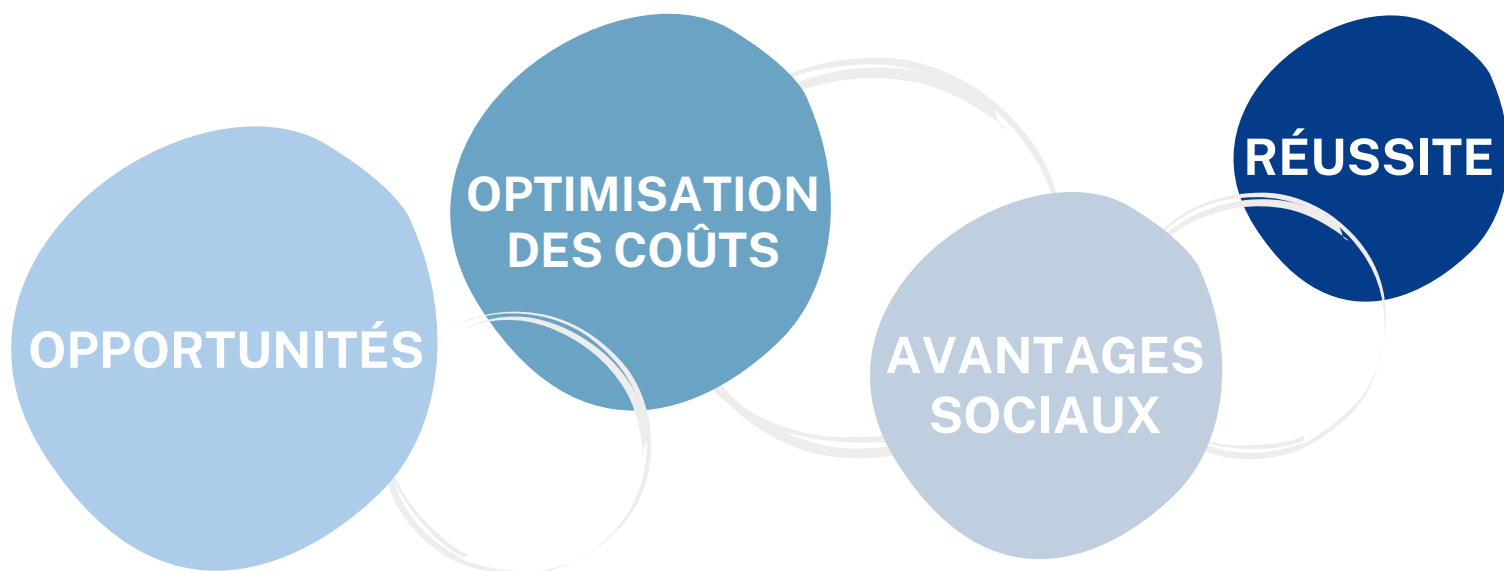 OPPORTUNITÉS
OPTIMISATION
DES COÛTS
AVANTAGES
SOCIAUX
RÉUSSITE